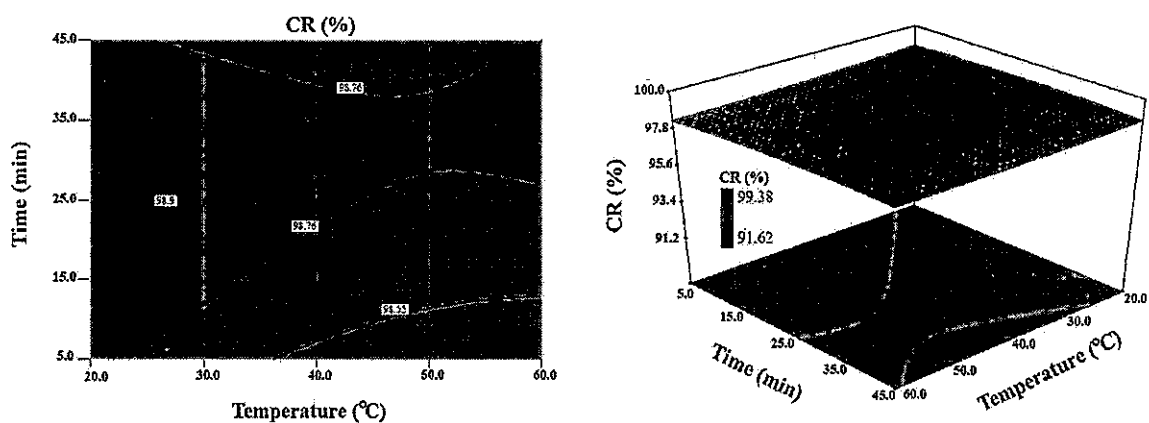 CR (%)
45.0
35.0
25.0
15.0
5.0
Time (min)
98.76
98.9
98.76
98.55
20.0 30.0 40.0 50.0 60.0
Temperature (°C)
100.0
97.8
95.6
93.4
91.2
CR (%)
CR (%)
99.38
91.62
5.0 15.0 25.0 35.0 45.0
Time (min)
60.0 50.0 40.0 30.0 20.0
Temperature (°C)